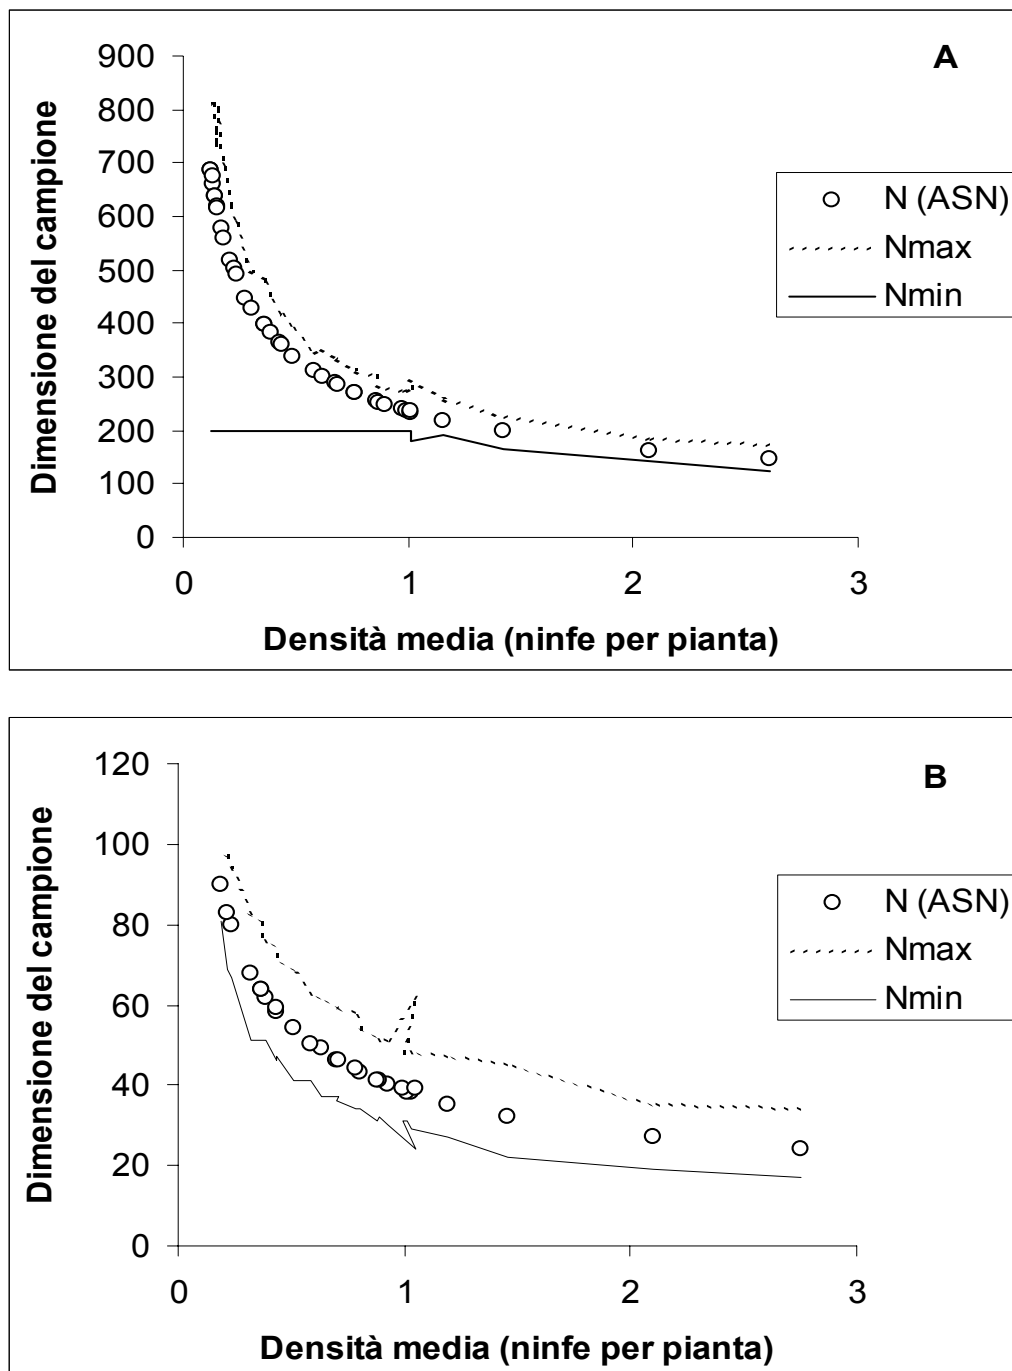 A
900
800
700
600
500
400
300
200
100
0
Dimensione del campione
N (ASN)
Nmax
Nmin
0 1 2 3
Densità media (ninfe per pianta)
B
120
100
80
60
40
20
0
Dimensione del campione
N (ASN)
Nmax
Nmin
0 1 2 3
Densità media (ninfe per pianta)